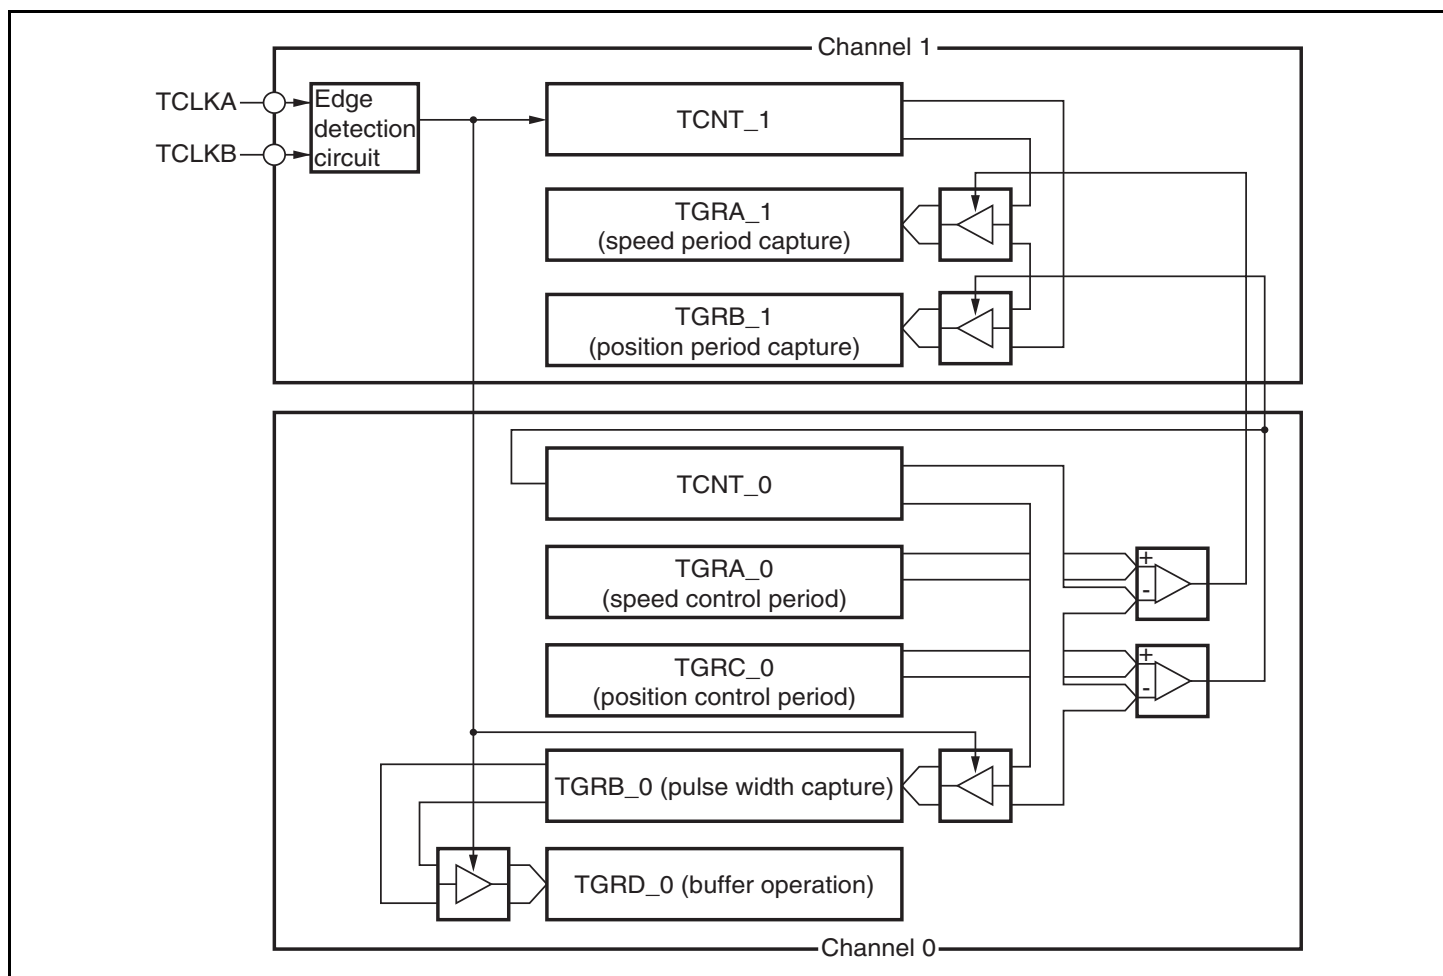 Channel 1
TCLKA
TCLKB
Edge
detection
circuit
TCNT_1
TGRA_1
(speed period capture)
TGRB_1
(position period capture)
TCNT_0
TGRA_0
(speed control period)
+
-
TGRC_0
(position control period)
+
-
TGRB_0 (pulse width capture)
TGRD_0 (buffer operation)
Channel 0